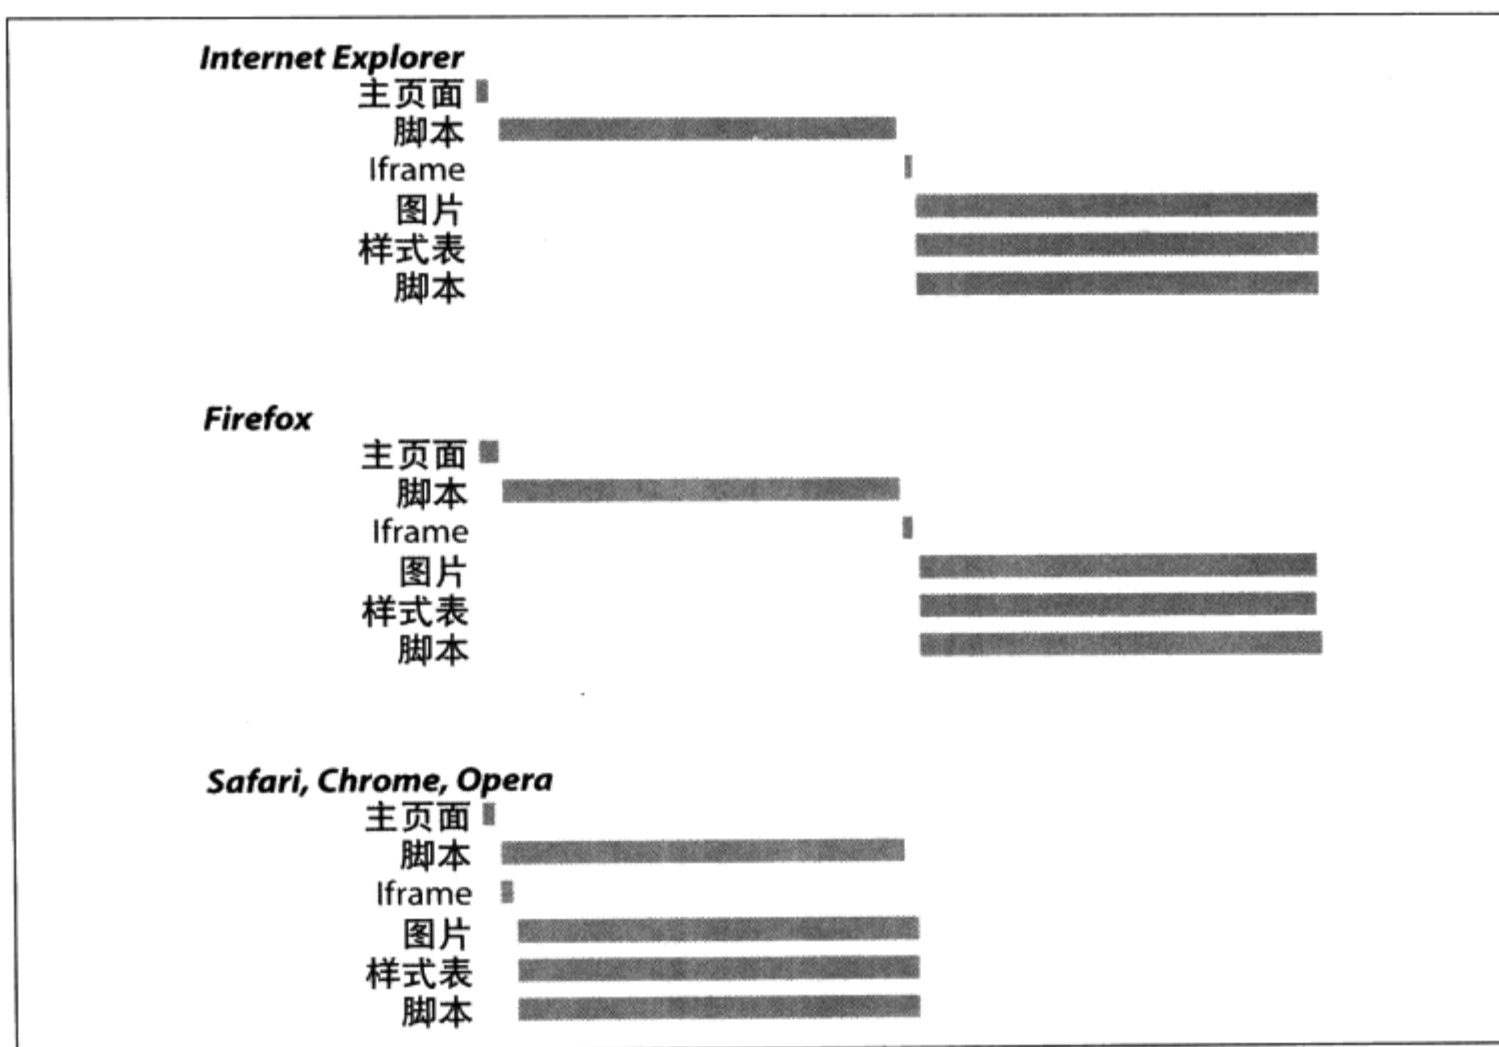 Internet Explorer
主页面
脚本
Iframe
图片
样式表
脚本
Firefox
主页面
脚本
Iframe
图片
样式表
脚本
Safari, Chrome, Opera
主页面
脚本
Iframe
图片
样式表
脚本